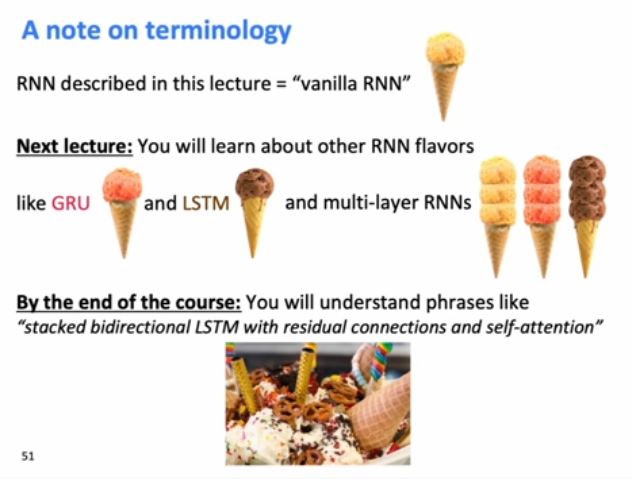 A note on terminology
RNN described in this lecture = “vanilla RNN”
Next lecture: You will learn about other RNN flavors
like GRU and LSTM and multi-layer RNNs
By the end of the course: You will understand phrases like
“stacked bidirectional LSTM with residual connections and self-attention”
51